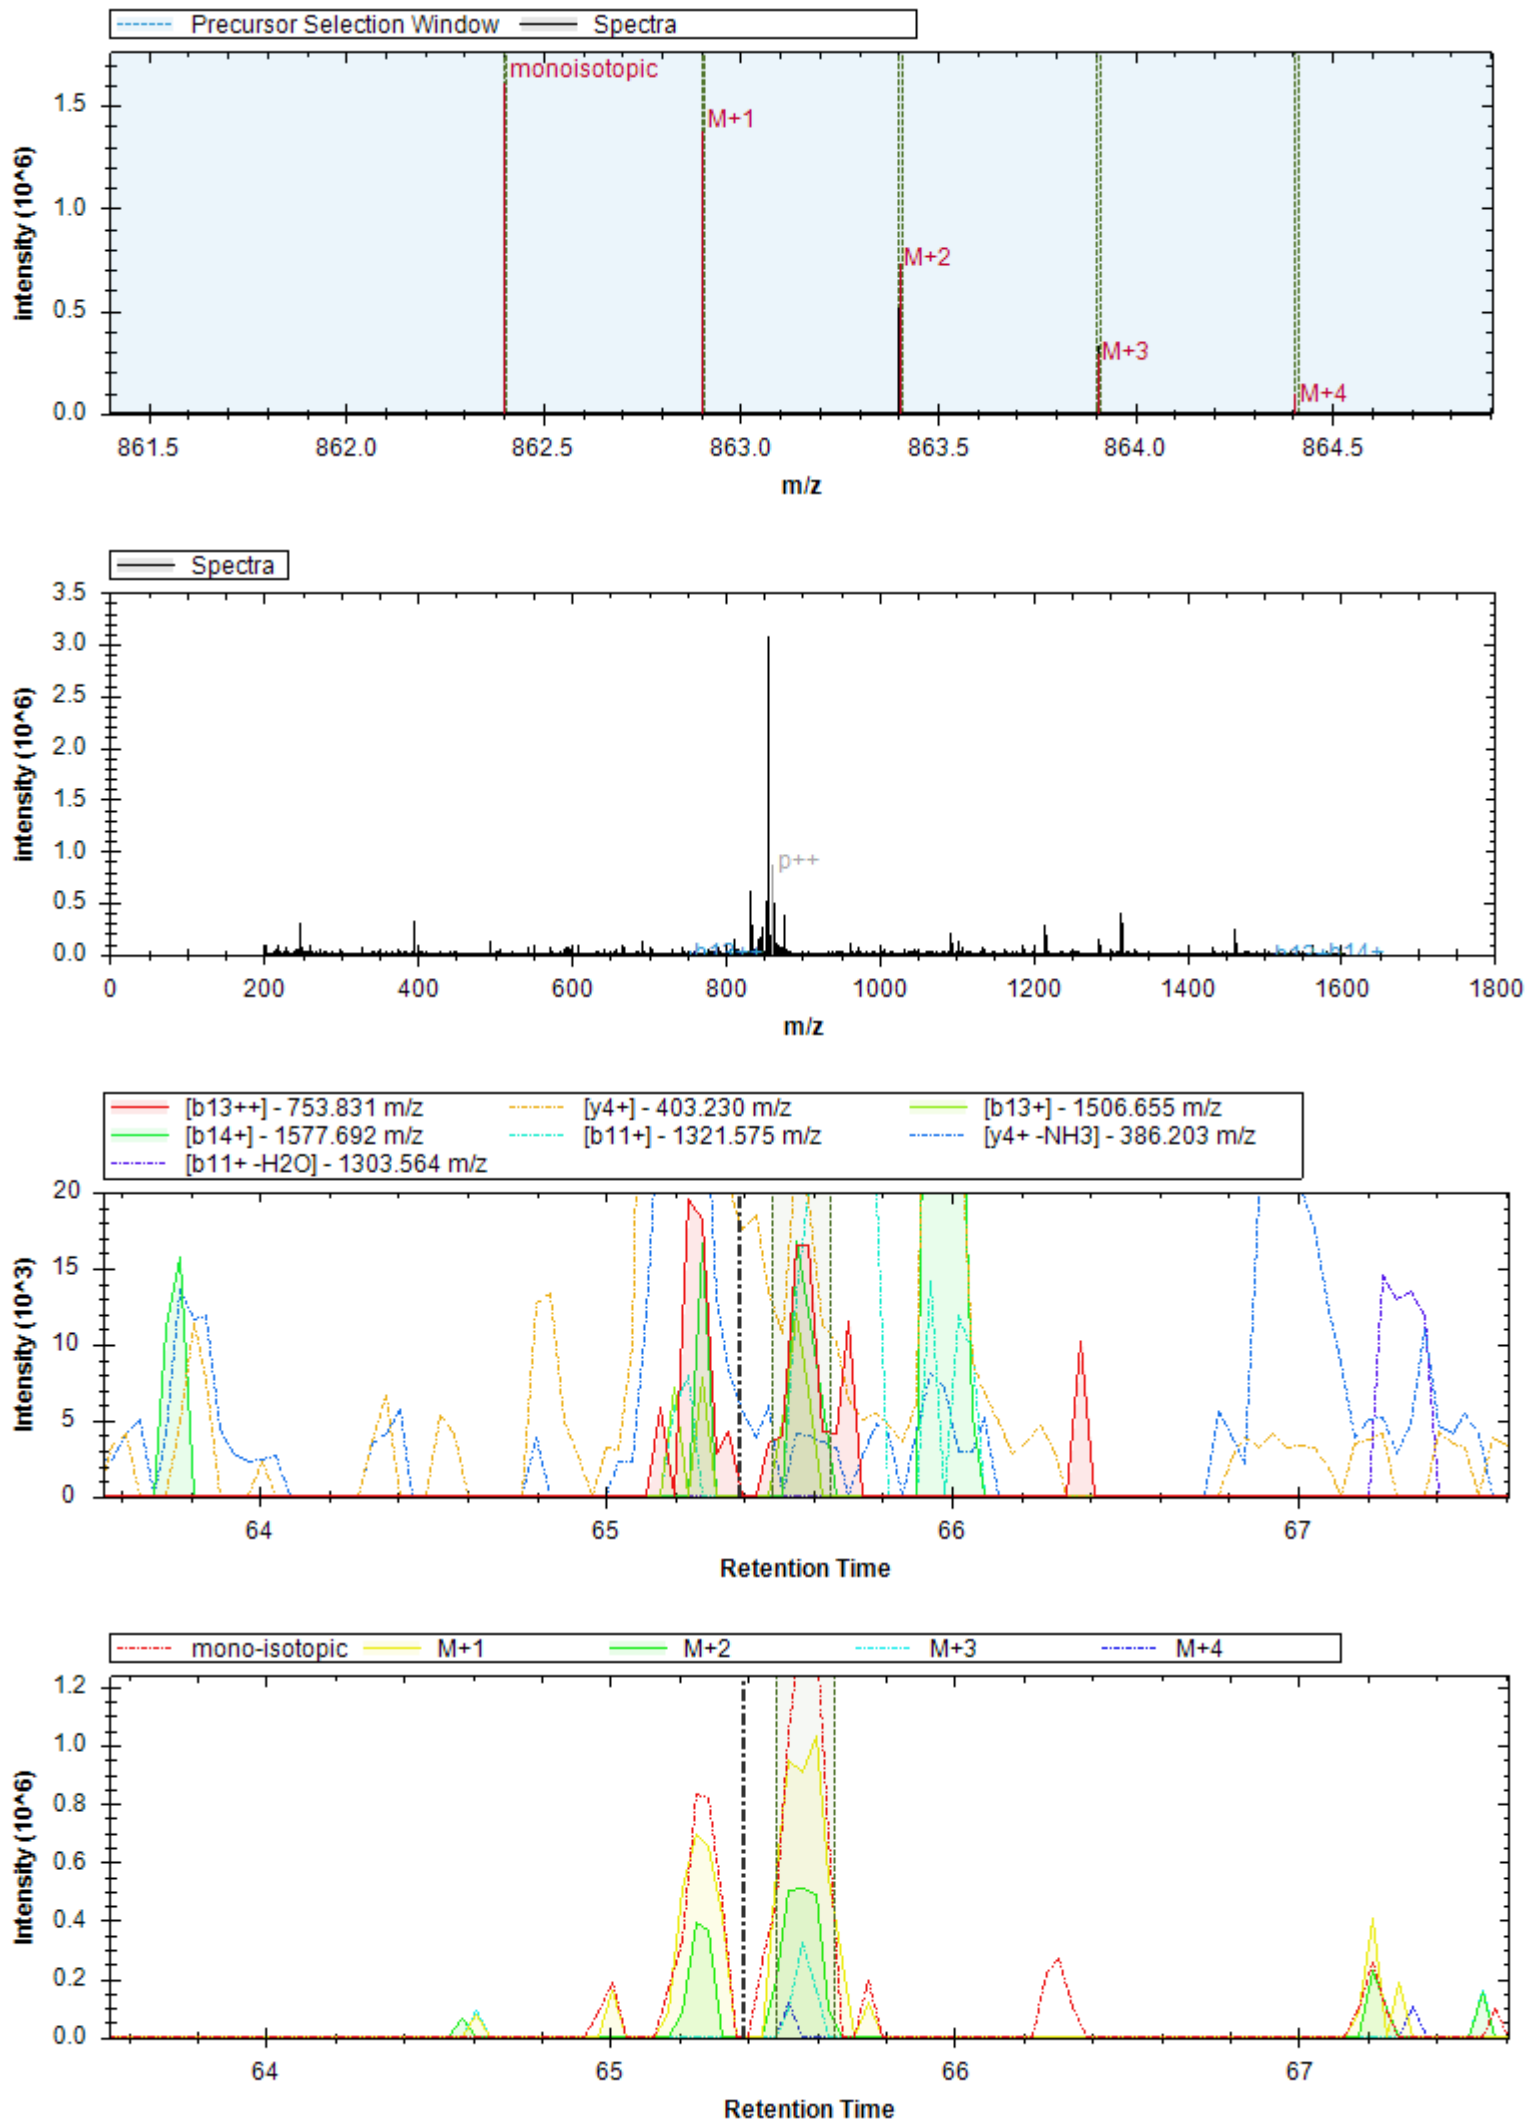 Precursor Selection Window Spectra
monoisotopic
M+1
M+2
M+3
M+4
intensity (10^6)
1.5
1.0
0.5
0.0
861.5 862.0 862.5 863.0 863.5 864.0 864.5
m/z
Spectra
intensity (10^6)
3.5
3.0
2.5
2.0
1.5
1.0
0.5
0.0
p++
b14+
0 200 400 600 800 1000 1200 1400 1600 1800
m/z
[b13++] - 753.831 m/z [y4+] - 403.230 m/z [b13+] - 1506.655 m/z
[b14+] - 1577.692 m/z [b11+] - 1321.575 m/z [y4+ -NH3] - 386.203 m/z
[b11+ -H2O] - 1303.564 m/z
Intensity (10^3)
20
15
10
5
0
64 65 66 67
Retention Time
mono-isotopic M+1 M+2 M+3 M+4
Intensity (10^6)
1.2
1.0
0.8
0.6
0.4
0.2
0.0
64 65 66 67
Retention Time